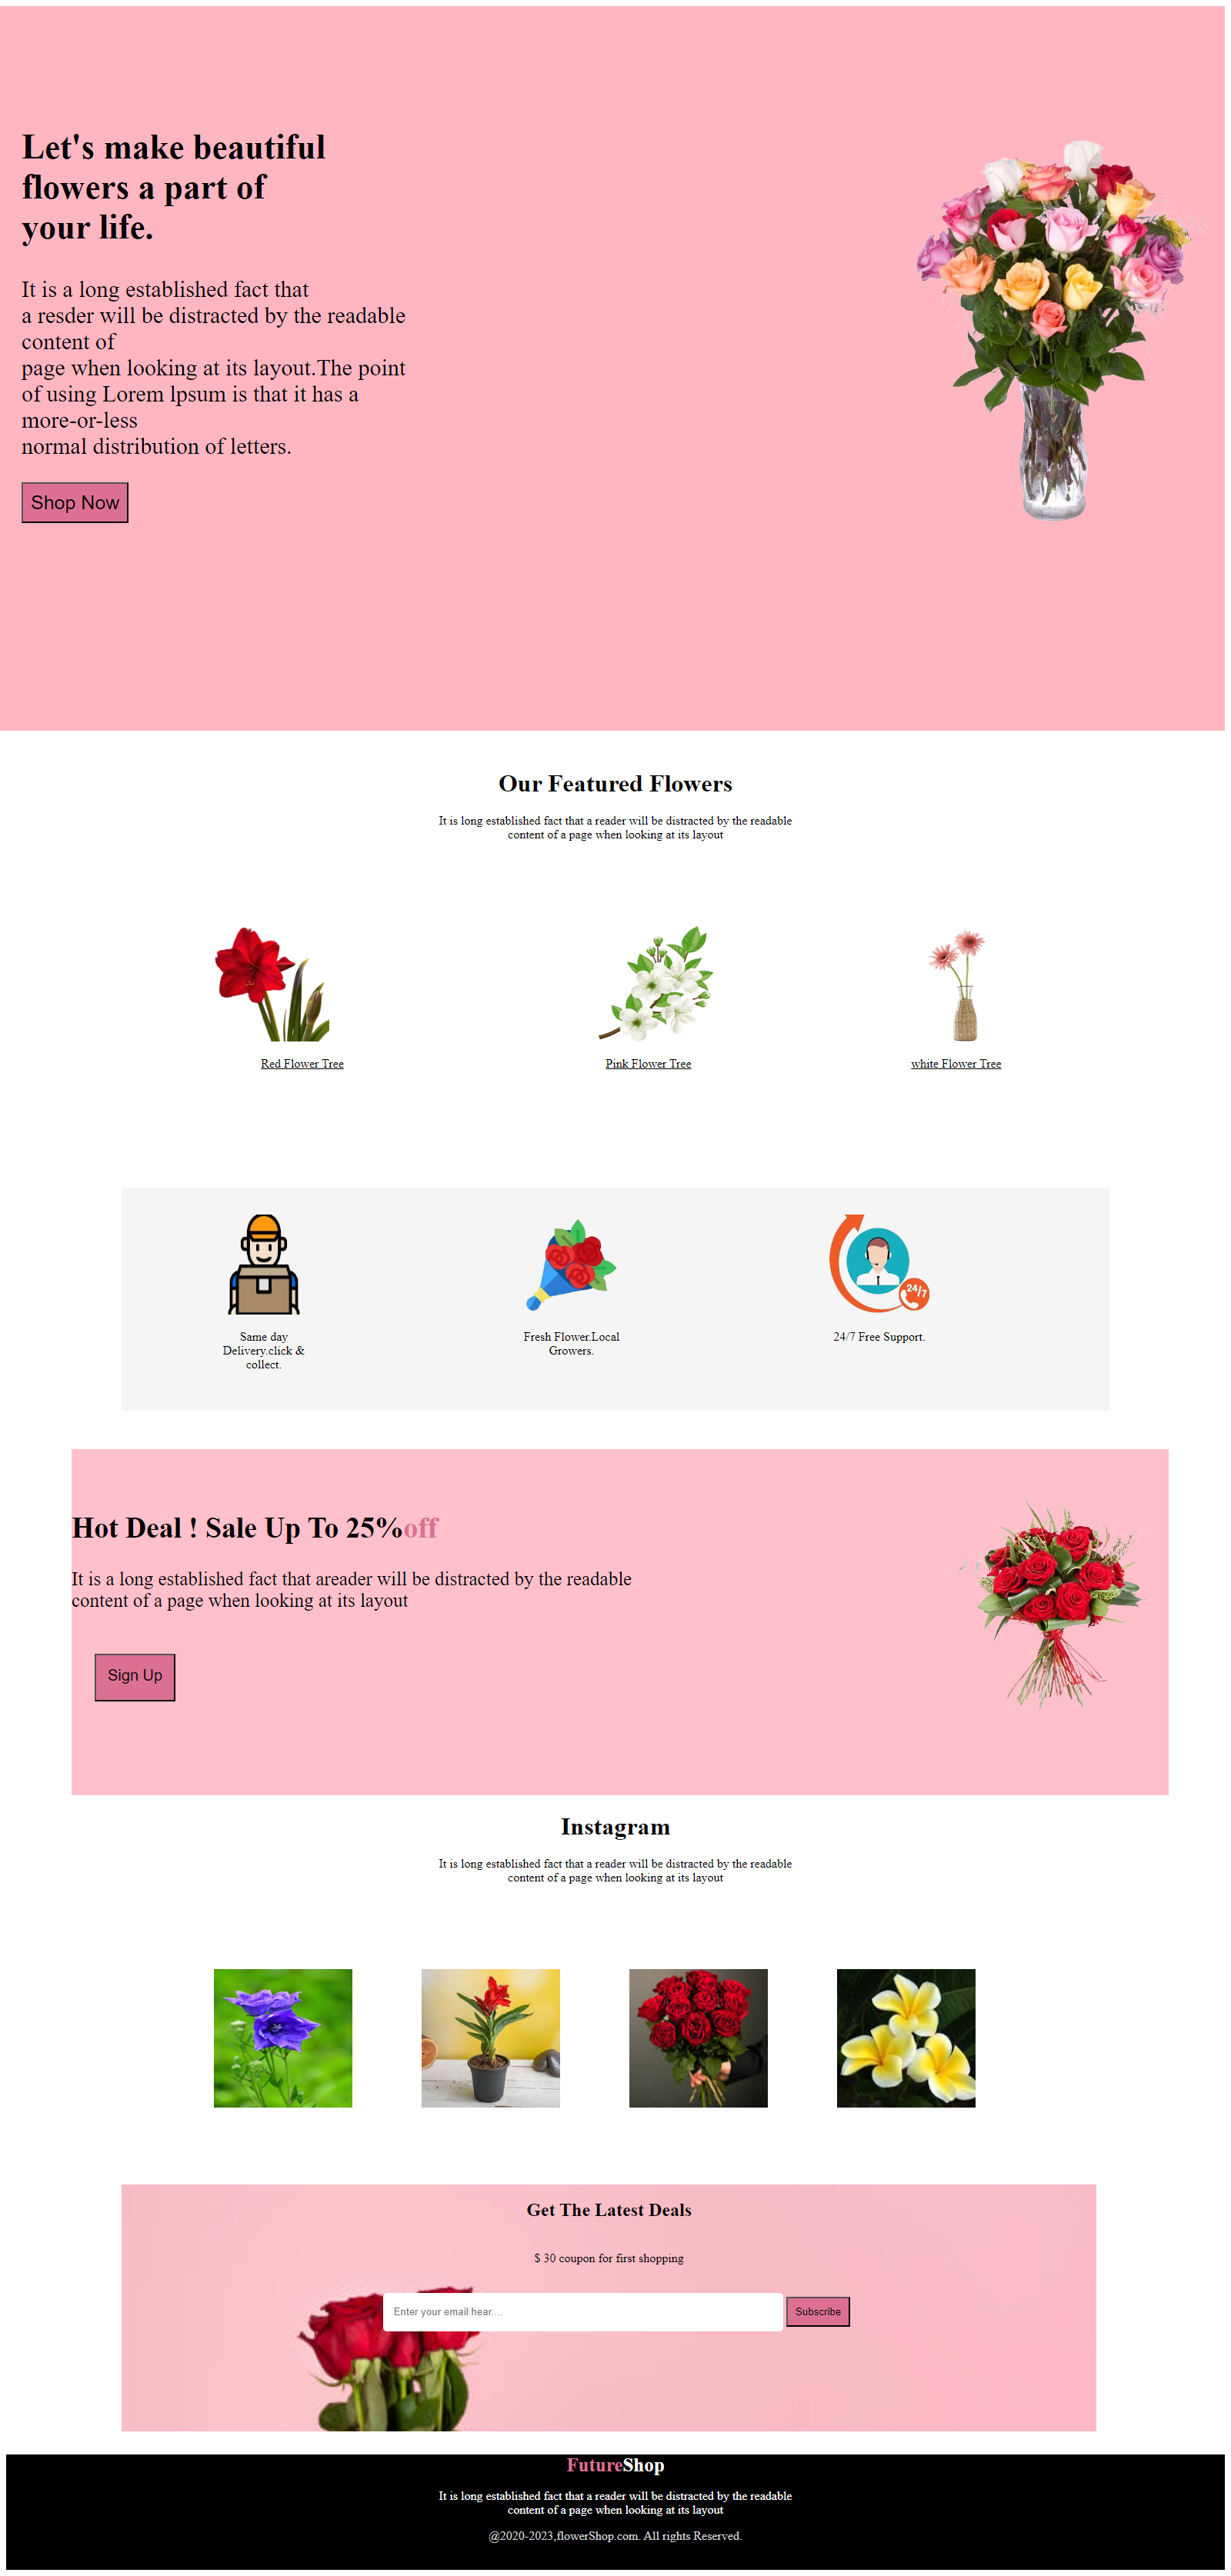 Let's make beautiful
flowers a part of
your life.
It is a long established fact that
a resder will be distracted by the readable
content of
page when looking at its layout.The point
of using Lorem lpsum is that it has a
more-or-less
normal distribution of letters.
Shop Now
Our Featured Flowers
It is long established fact that a reader will be distracted by the readable
content of a page when looking at its layout
Red Flower Tree
Pink Flower Tree
white Flower Tree
24/7
Same day
Delivery.click &
collect.
Fresh Flower.Local
Growers.
24/7 Free Support.
Hot Deal ! Sale Up To 25%off
It is a long established fact that areader will be distracted by the readable
content of a page when looking at its layout
Sign Up
Instagram
It is long established fact that a reader will be distracted by the readable
content of a page when looking at its layout
Get The Latest Deals
$ 30 coupon for first shopping
Enter your email hear....
Subscribe
FutureShop
It is long established fact that a reader will be distracted by the readable
content of a page when looking at its layout
@2020-2023,flowerShop.com. All rights Reserved.